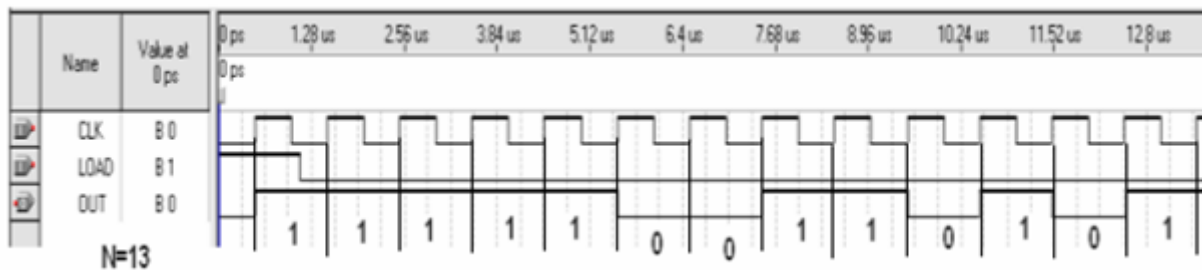 Name Value at 0 ps
0 ps 1.28 us 2.56 us 3.84 us 5.12 us 6.4 us 7.68 us 8.96 us 10.24 us 11.52 us 12.8 us
0 ps
CLK B 0
LOAD B 1
OUT B 0
1 1 1 1 1 0 0 1 1 0 1 0 1
N=13